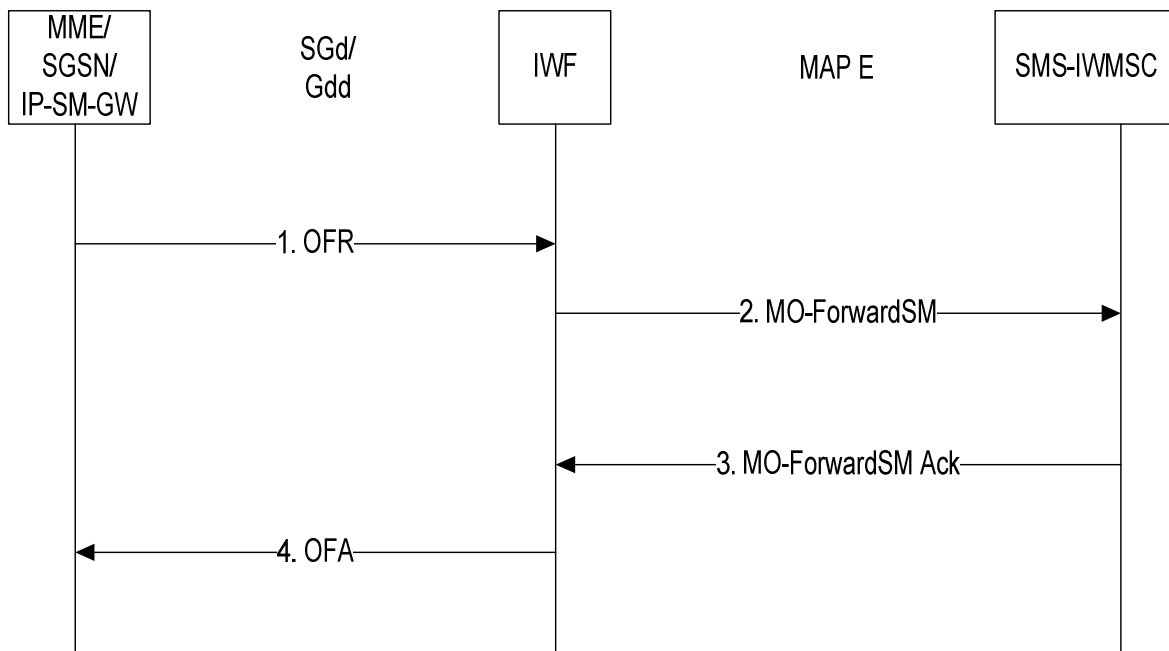 MME/
SGSN/
IP-SM-GW
SGd/
Gdd
IWF
MAP E
SMS-IWMSC
1. OFR
2. MO-ForwardSM
3. MO-ForwardSM Ack
4. OFA